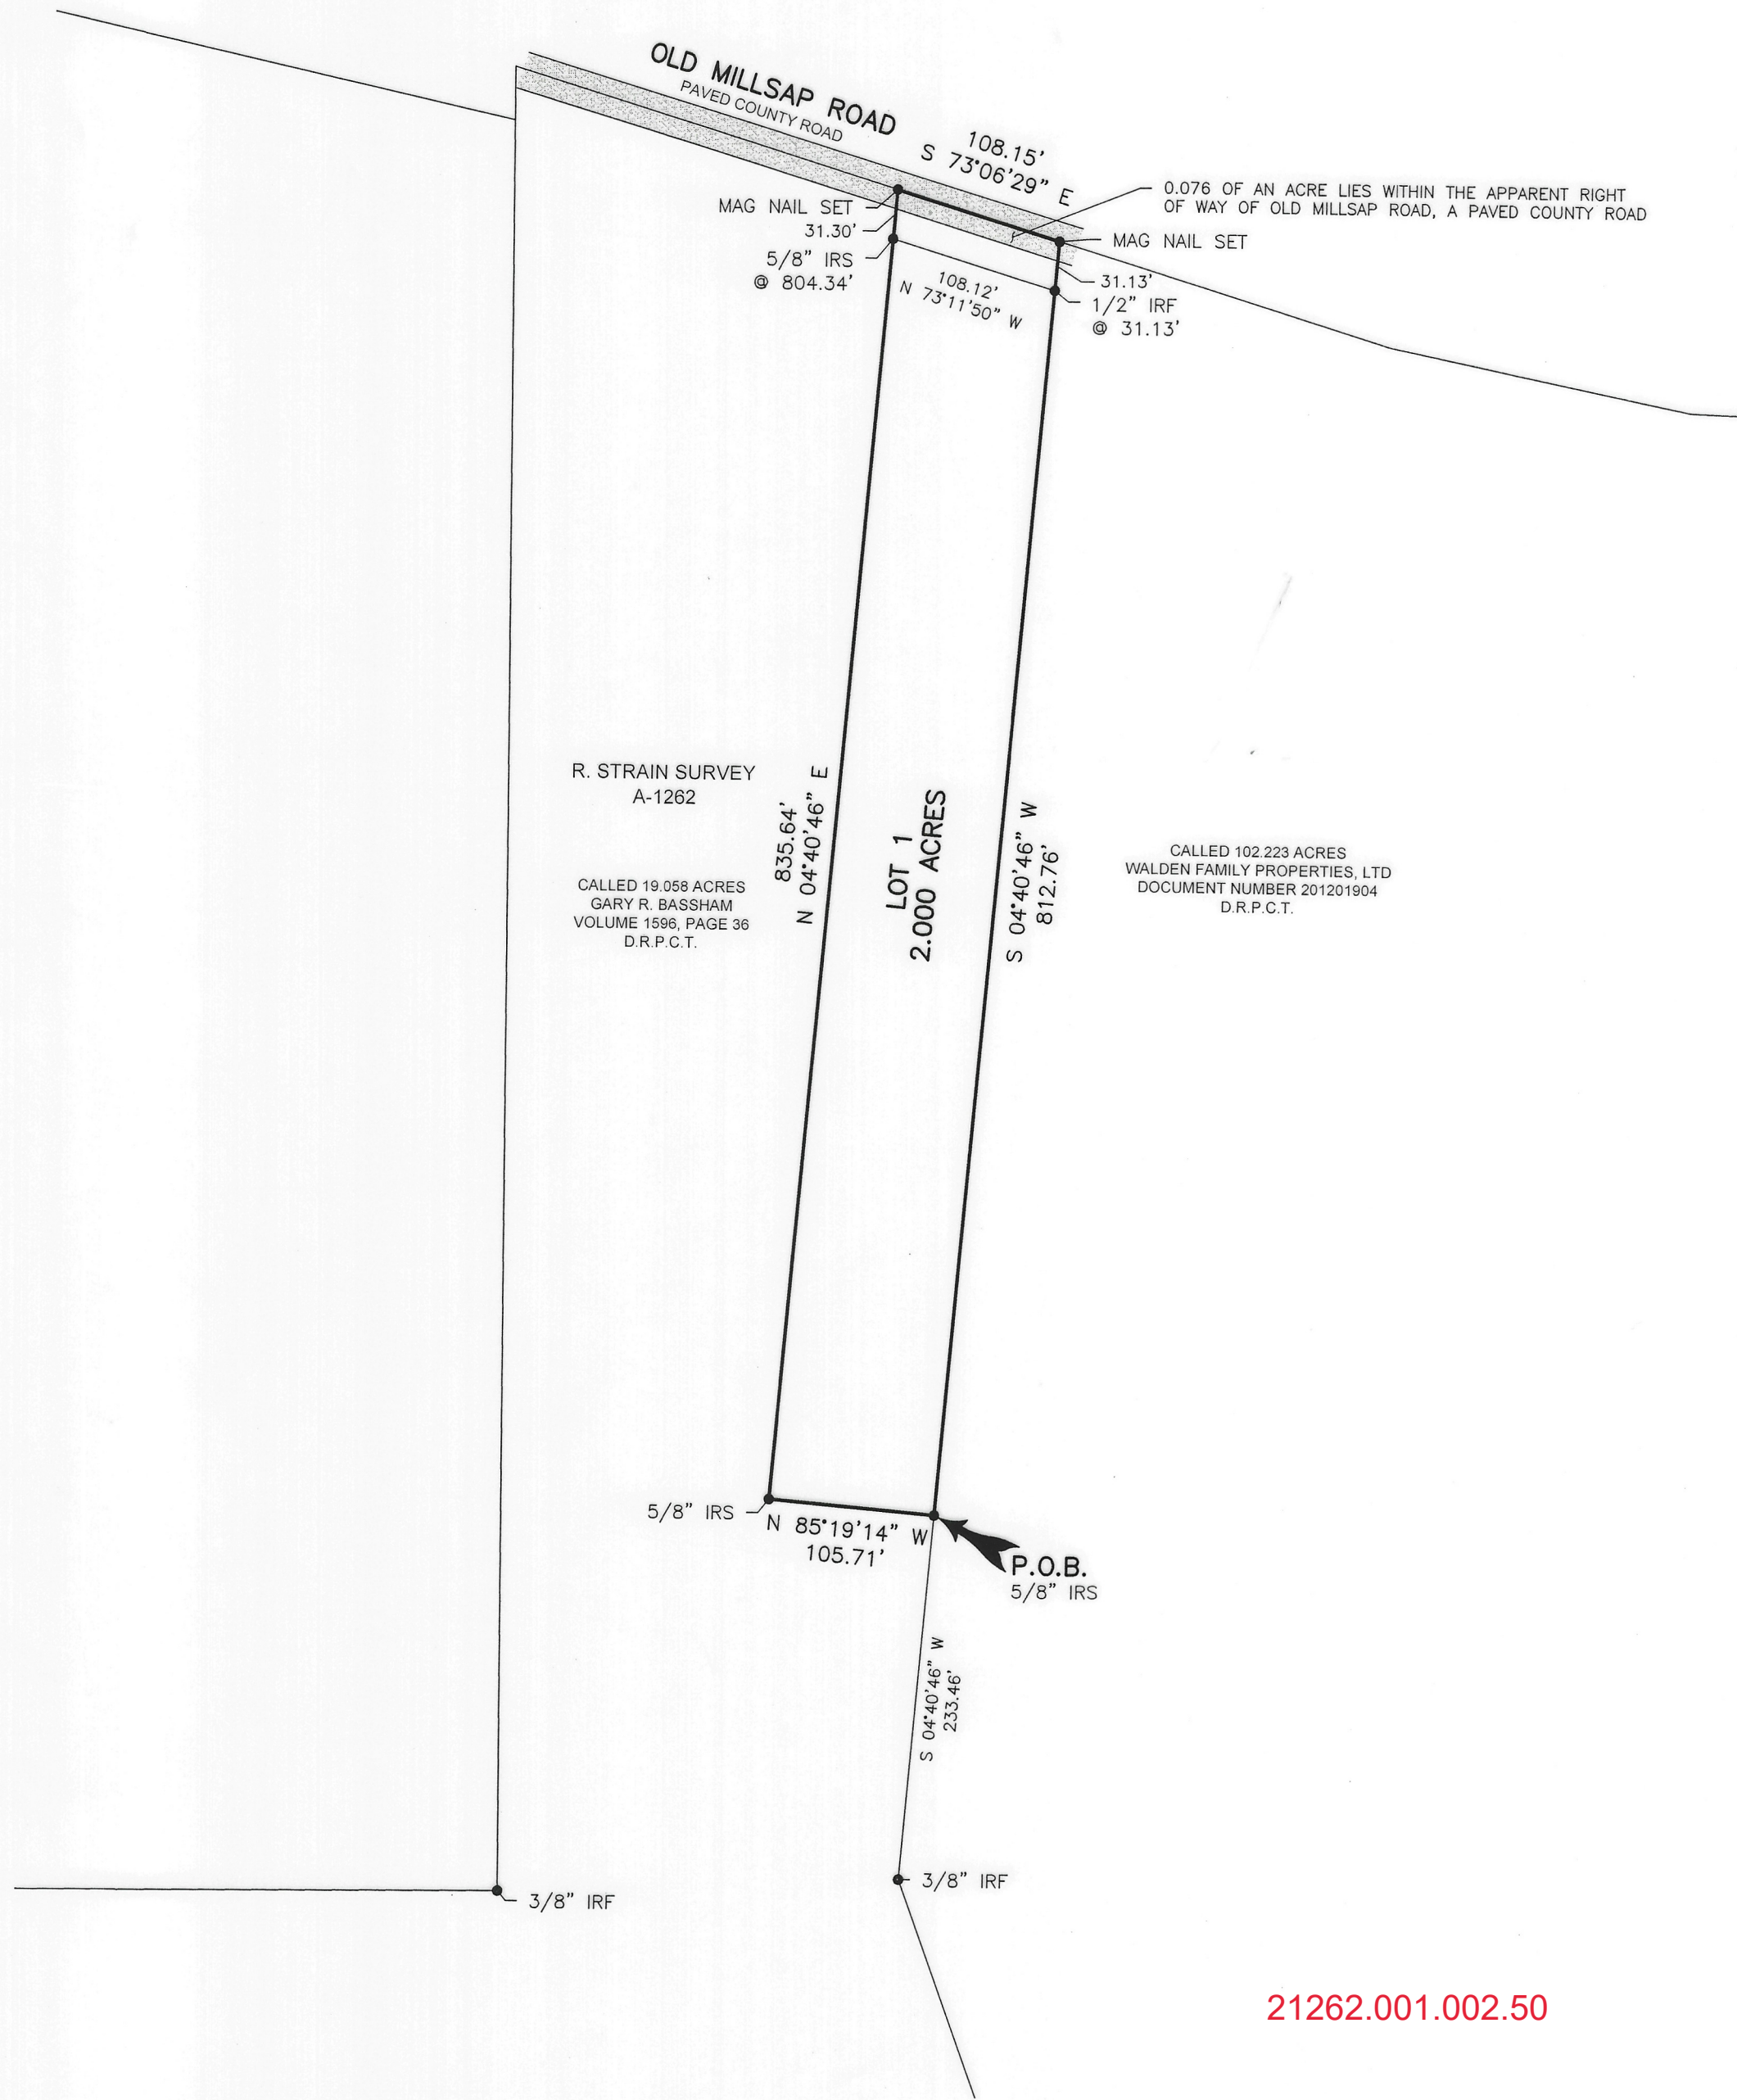 OLD MILLSAP ROAD
PAVED COUNTY ROAD
108.15'
S 73°06'29" E
0.076 OF AN ACRE LIES WITHIN THE APPARENT RIGHT
OF WAY OF OLD MILLSAP ROAD, A PAVED COUNTY ROAD
MAG NAIL SET
31.30'
5/8" IRS
@ 804.34'
MAG NAIL SET
31.13'
1/2" IRF
@ 31.13'
108.12'
N 73°11'50" W
R. STRAIN SURVEY
A-1262
CALLED 19.058 ACRES
GARY R. BASSHAM
VOLUME 1596, PAGE 36
D.R.P.C.T.
835.64'
N 04°40'46" E
LOT 1
2.000 ACRES
S 04°40'46" W
812.76'
CALLED 102.223 ACRES
WALDEN FAMILY PROPERTIES, LTD
DOCUMENT NUMBER 201201904
D.R.P.C.T.
5/8" IRS
N 85°19'14" W
105.71'
P.O.B.
5/8" IRS
S 04°40'46" W
233.46'
3/8" IRF
3/8" IRF
21262.001.002.50